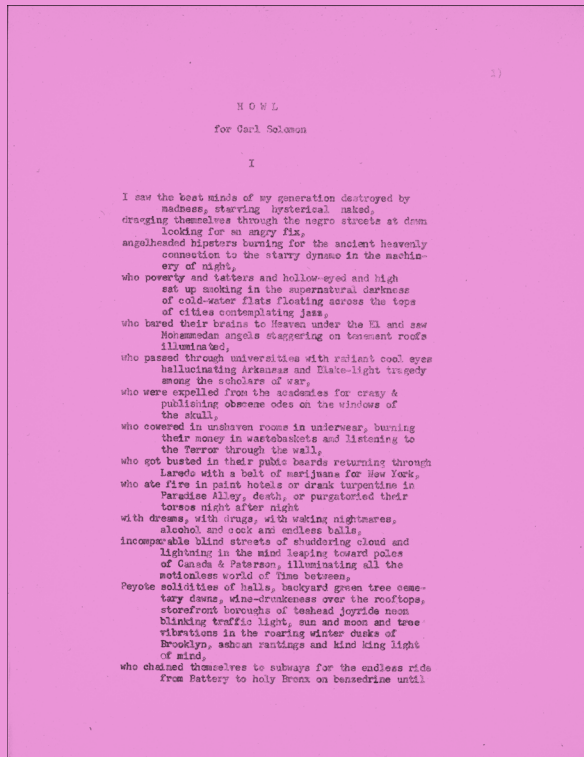 1)
H O W L
for Carl Solomon
I
I saw the best minds of my generation destroyed by
madness, starving hysterical naked,
dragging themselves through the negro streets at dawn
looking for an angry fix,
angelheaded hipsters burning for the ancient heavenly
connection to the starry dynamo in the machin-
ery of night,
who poverty and tatters and hollow-eyed and high
sat up smoking in the supernatural darkness
of cold-water flats floating across the tops
of cities contemplating jazz,
who bared their brains to Heaven under the El and saw
Mohammedan angels staggering on tenement roofs
illuminated,
who passed through universities with radiant cool eyes
hallucinating Arkansas and Blake-light tragedy
among the scholars of war,
who were expelled from the academies for crazy &
publishing obscene odes on the windows of
the skull,
who cowered in unshaven rooms in underwear, burning
their money in wastebaskets and listening to
the Terror through the wall,
who got busted in their pubic beards returning through
Laredo with a belt of marijuana for New York,
who ate fire in paint hotels or drank turpentine in
Paradise Alley, death, or purgatoried their
torsos night after night
with dreams, with drugs, with waking nightmares,
alcohol and cock and endless balls,
incomparable blind streets of shuddering cloud and
lightning in the mind leaping toward poles
of Canada & Paterson, illuminating all the
motionless world of Time between,
Peyote solidities of halls, backyard green tree ceme-
tary dawns, wine-drunkeness over the rooftops,
storefront boroughs of teahead joyride neon
blinking traffic light, sun and moon and tree
vibrations in the roaring winter dusks of
Brooklyn, ashcan rantings and kind king light
of mind,
who chained themselves to subways for the endless ride
from Battery to holy Bronx on benzedrine until